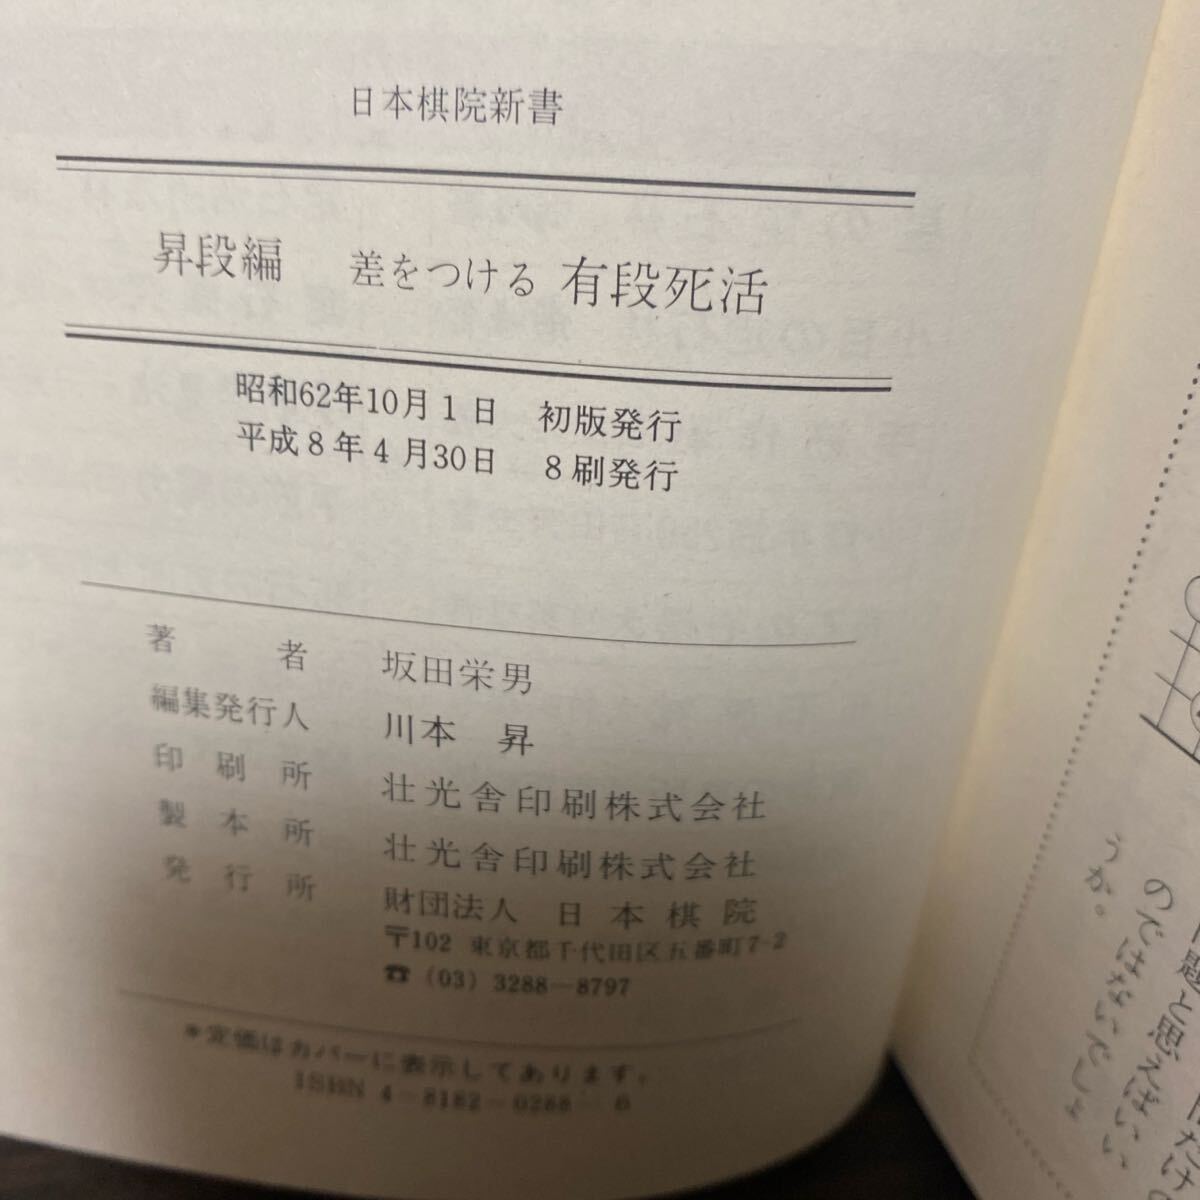 日本棋院新書
昇段編 差をつける 有段死活
昭和62年10月1日 初版発行
平成8年4月30日 8刷発行
著者 坂田栄男
編集発行人 川本 昇
印刷所 壮光舎印刷株式会社
製本所 壮光舎印刷株式会社
発行所 財団法人 日本棋院
〒102 東京都千代田区五番町7-2
☎ (03) 3288-8797
*定価はカバーに表示してあります。
ISBN 4-8182-0288-6
題と思えばいい
のではないでしょ
うか。